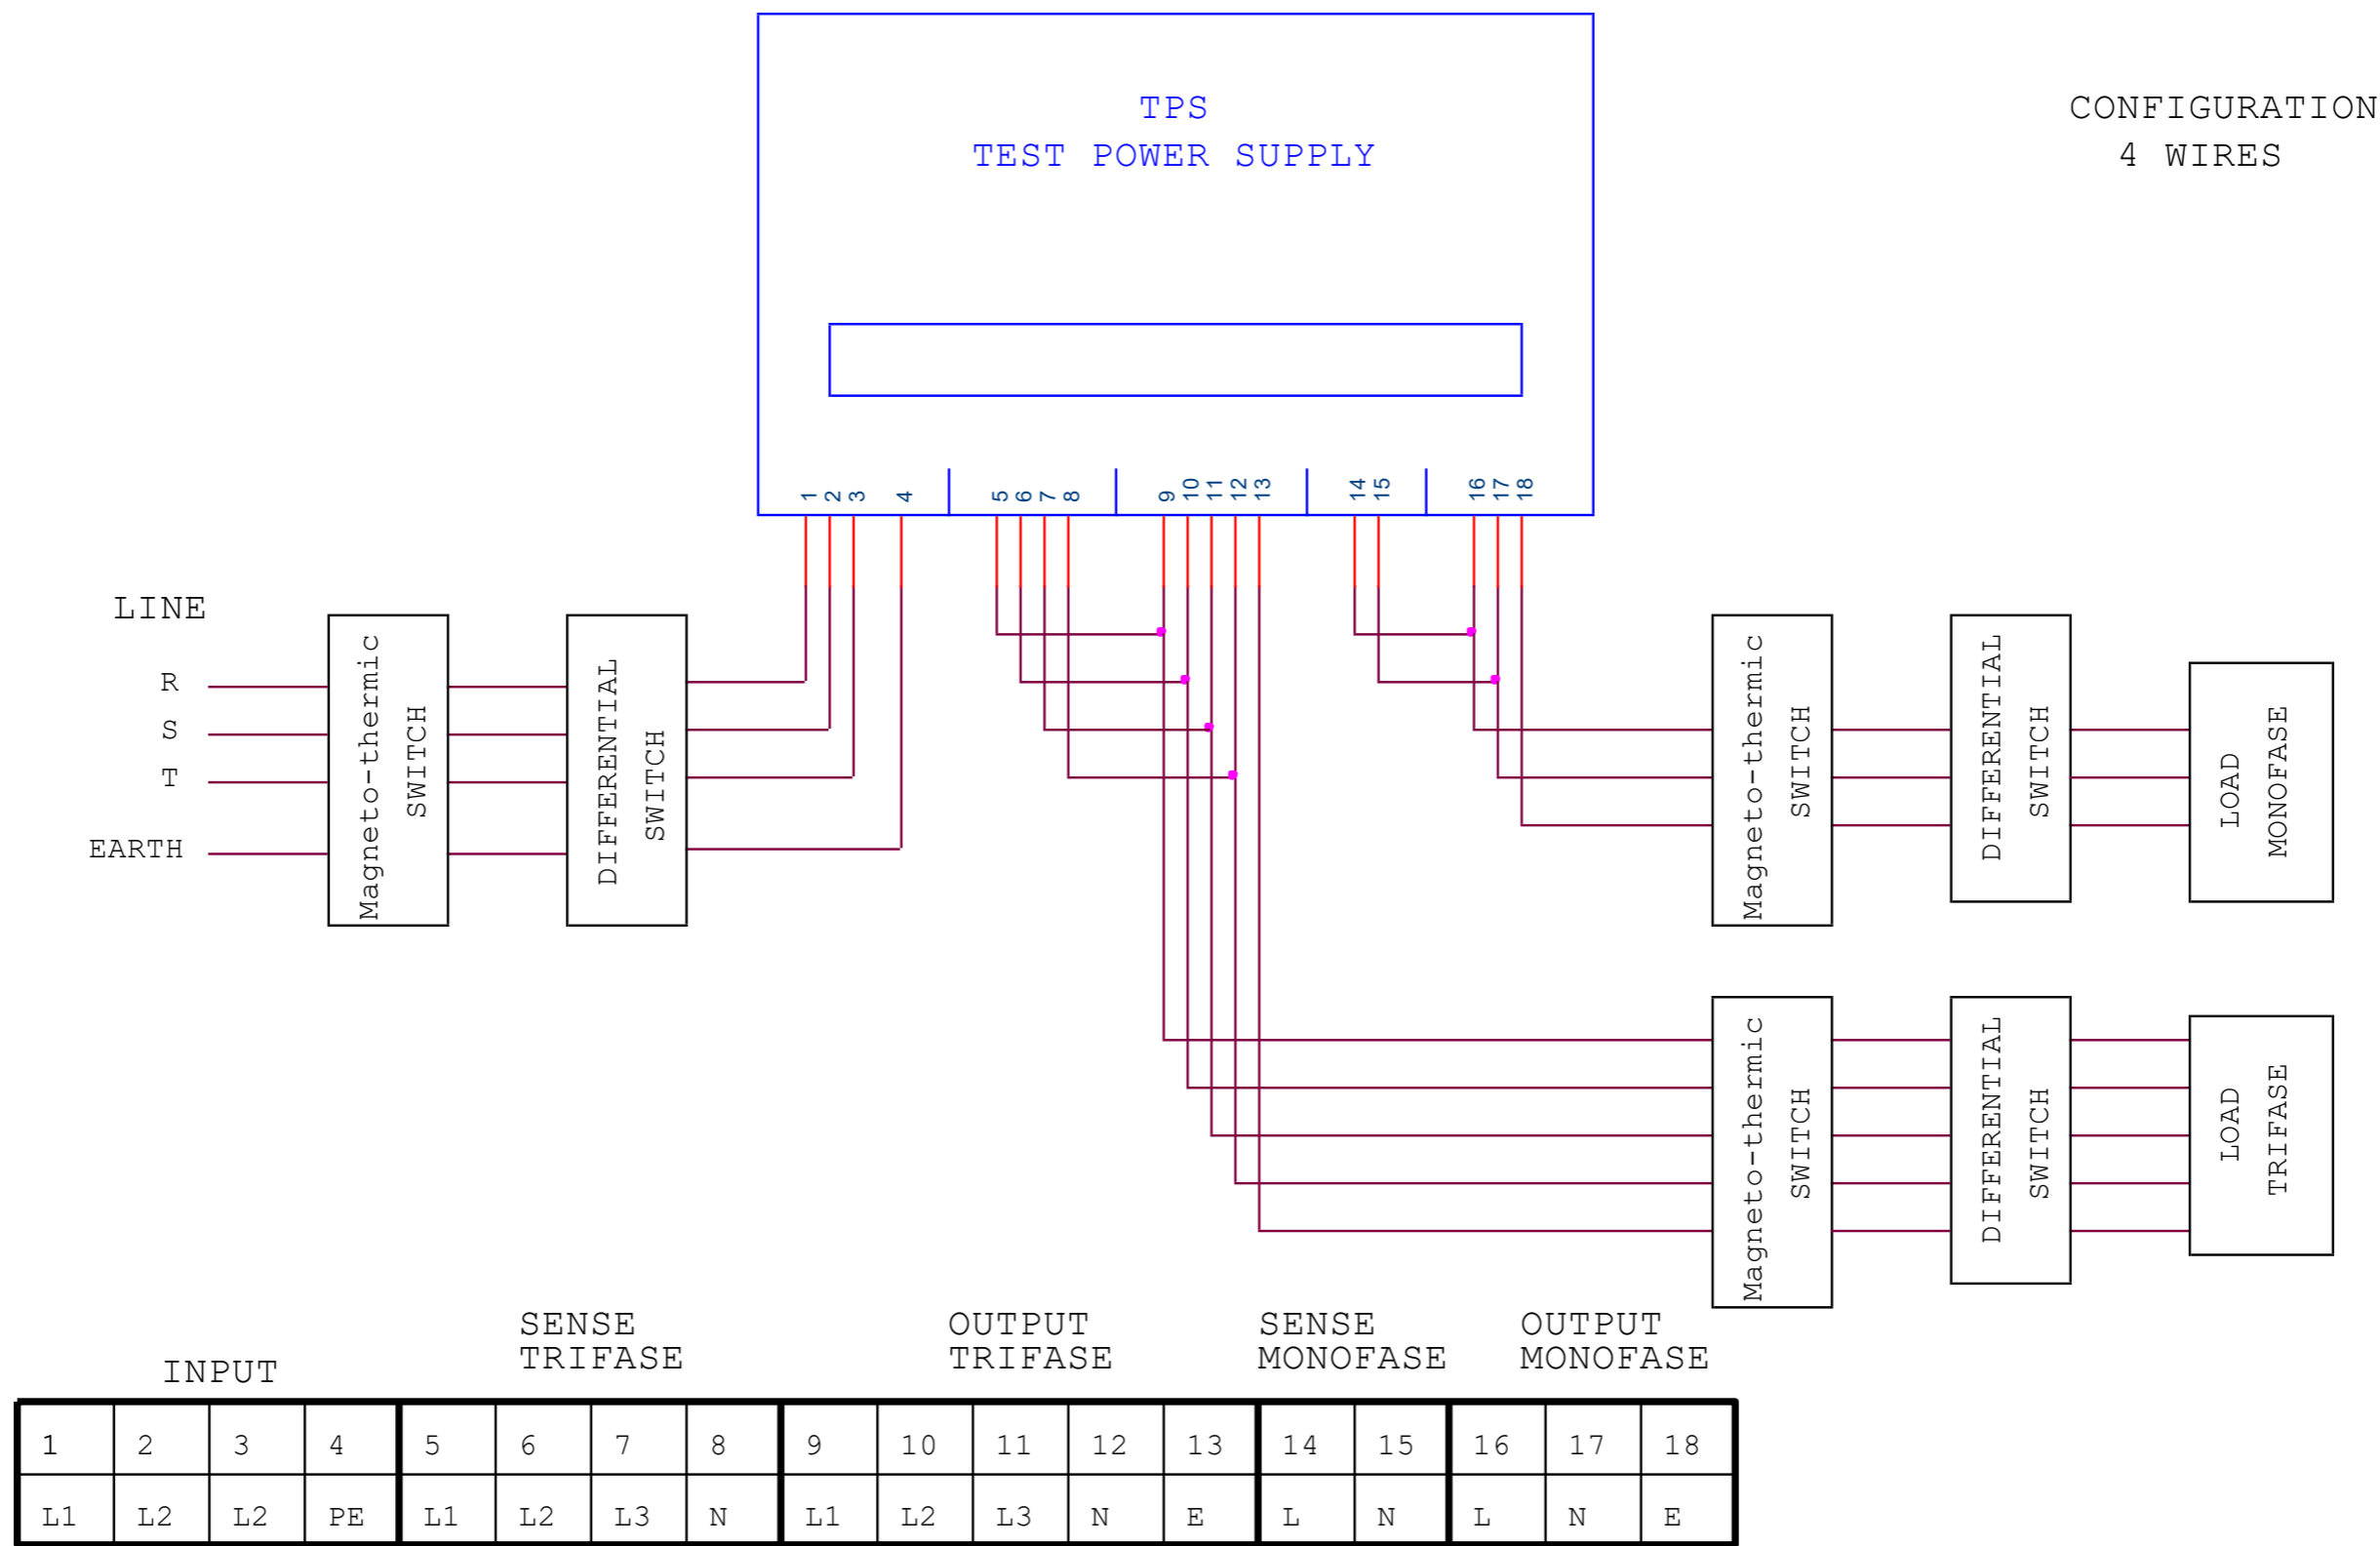 TPS
TEST POWER SUPPLY
CONFIGURATION
4 WIRES
1 2 3 4 5 6 7 8 9 10 11 12 13 14 15 16 17 18
LINE
R
S
T
EARTH
Magneto-thermic
SWITCH
DIFFERENTIAL
SWITCH
Magneto-thermic
SWITCH
DIFFERENTIAL
SWITCH
LOAD
MONOFASE
Magneto-thermic
SWITCH
DIFFERENTIAL
SWITCH
LOAD
TRIFASE
INPUT
SENSE
TRIFASE
OUTPUT
TRIFASE
SENSE
MONOFASE
OUTPUT
MONOFASE
1 2 3 4 5 6 7 8 9 10 11 12 13 14 15 16 17 18
L1 L2 L2 PE L1 L2 L3 N L1 L2 L3 N E L N L N E